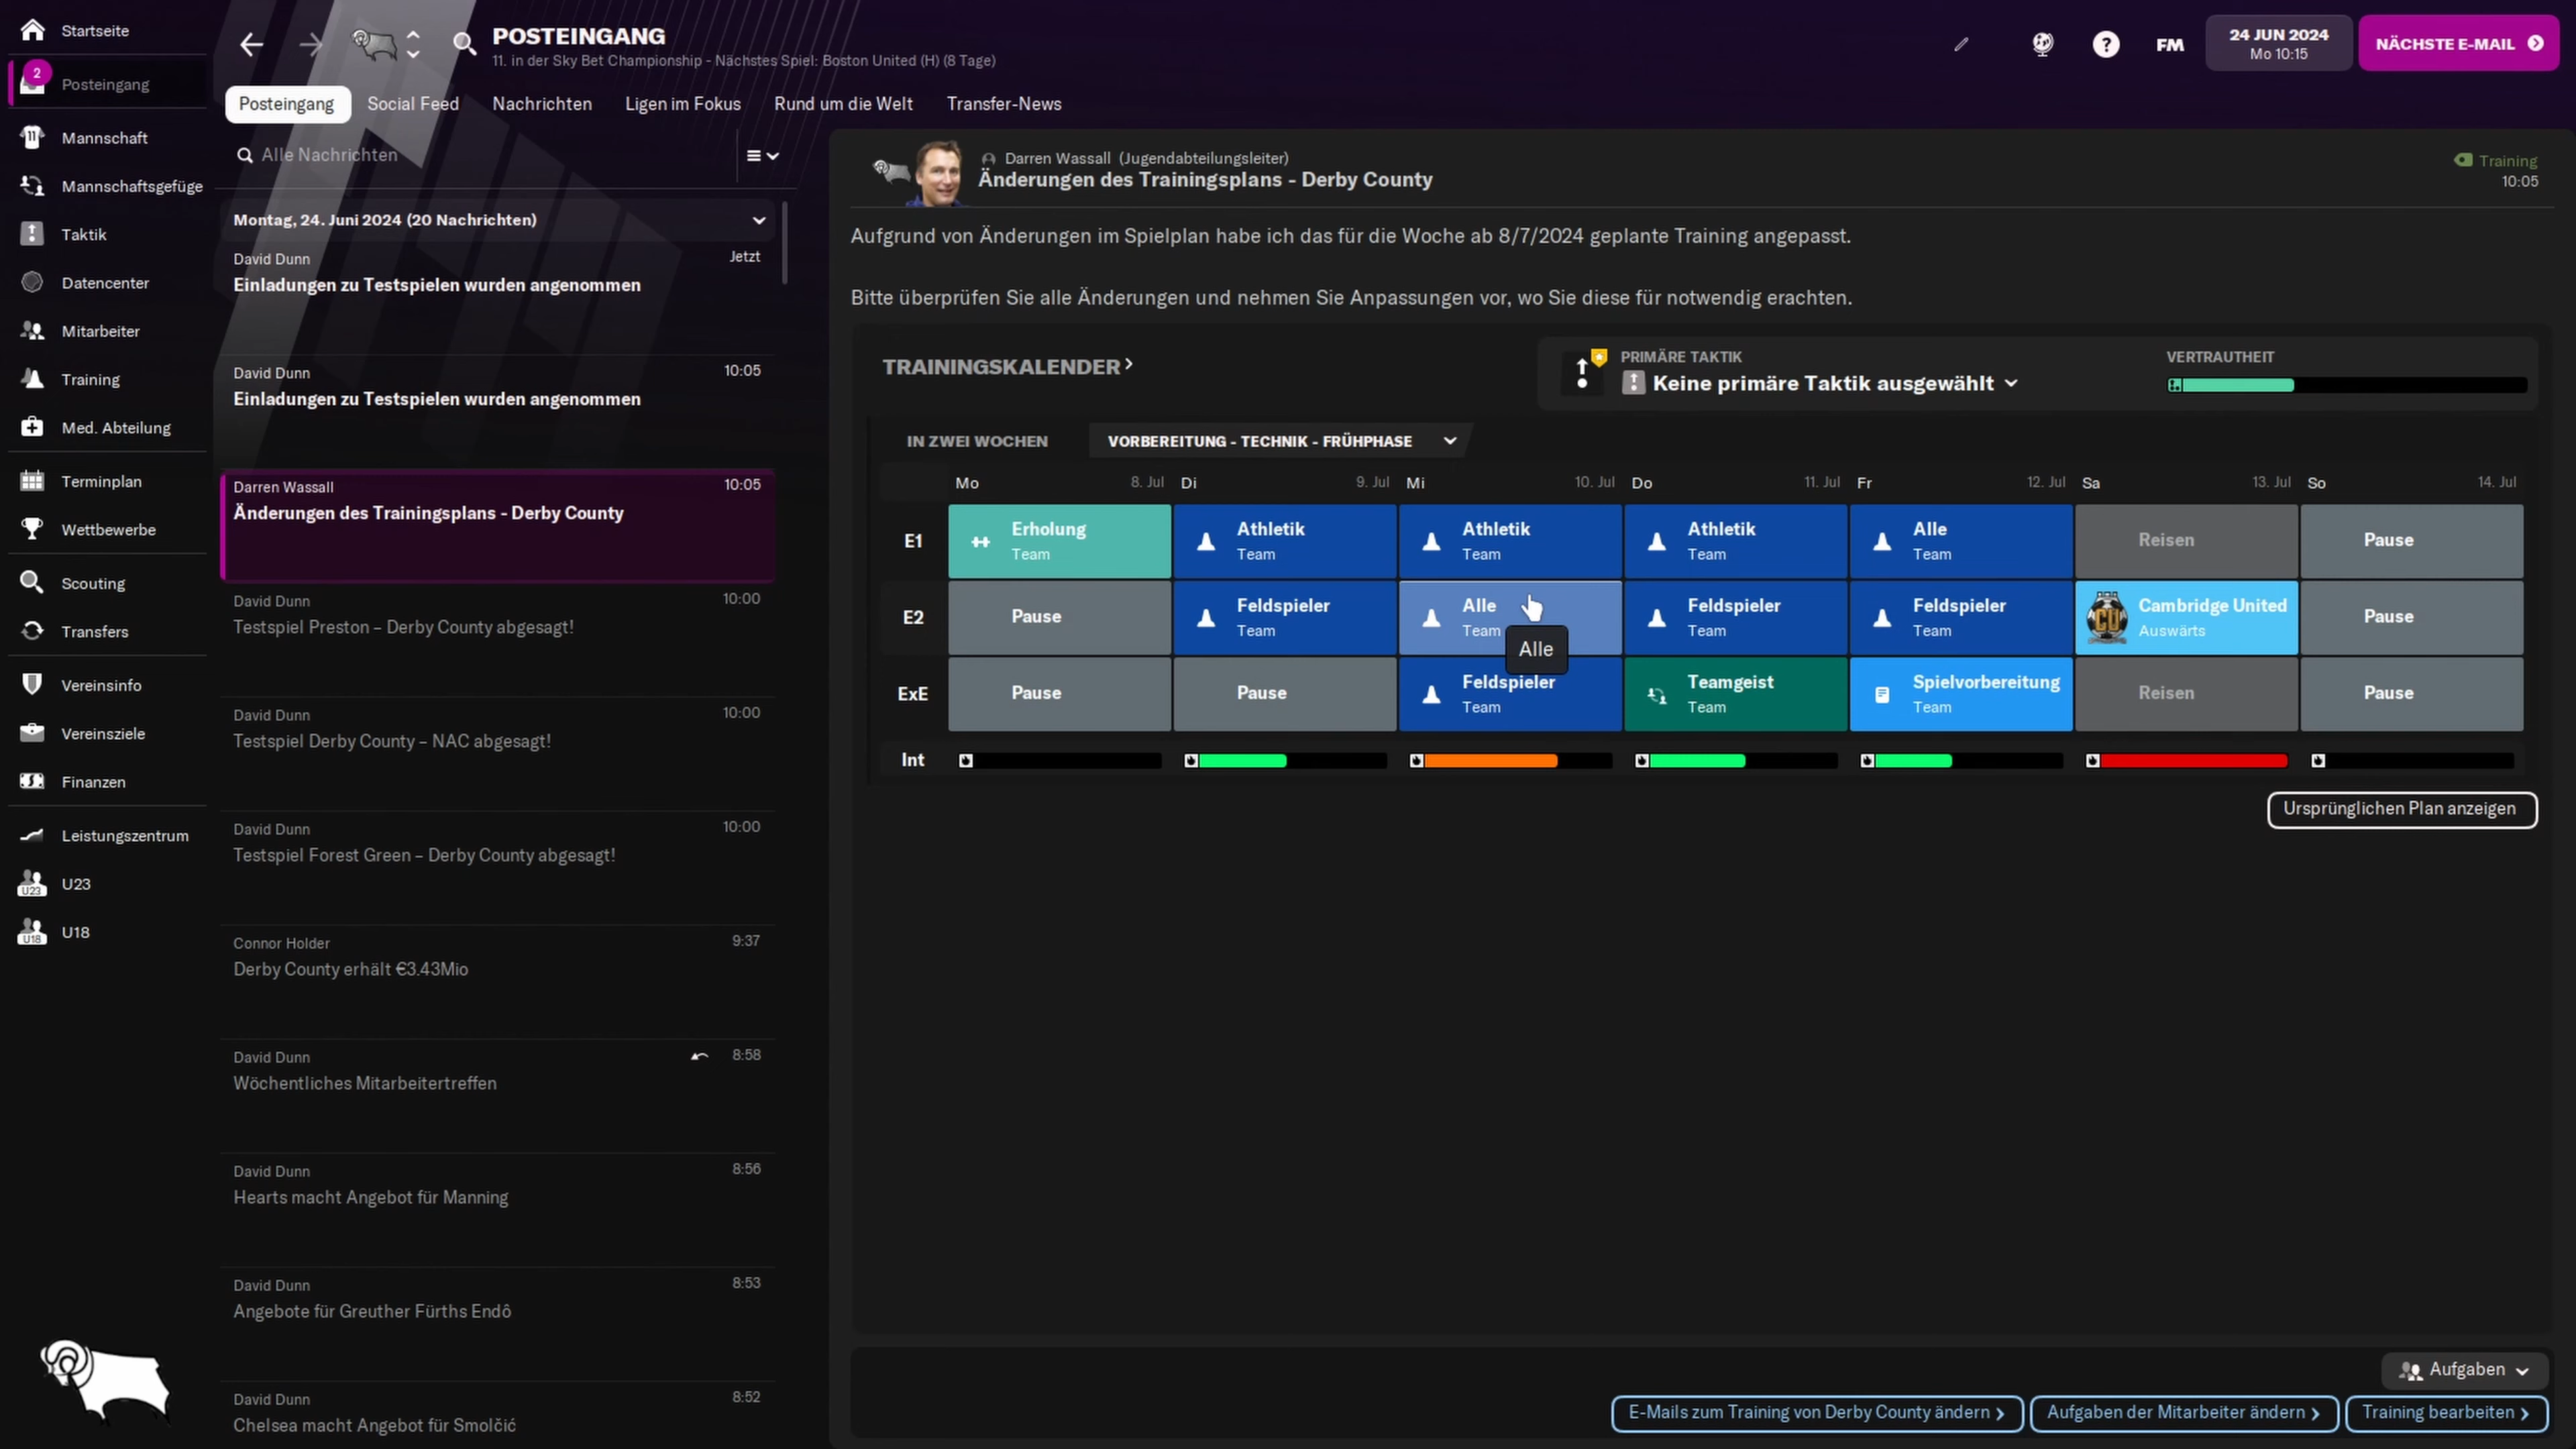 Startseite
2
Posteingang
Mannschaft
Mannschaftsgefüge
Taktik
Datencenter
Mitarbeiter
Training
Med. Abteilung
Terminplan
Wettbewerbe
Scouting
Transfers
Vereinsinfo
Vereinsziele
Finanzen
Leistungszentrum
U23
U23
U18
U18
POSTEINGANG
11. in der Sky Bet Championship - Nächstes Spiel: Boston United (H) (8 Tage)
FM
24 JUN 2024
Mo 10:15
NÄCHSTE E-MAIL
Posteingang Social Feed Nachrichten Ligen im Fokus Rund um die Welt Transfer-News
Alle Nachrichten
Montag, 24. Juni 2024 (20 Nachrichten)
David Dunn Jetzt
Einladungen zu Testspielen wurden angenommen
David Dunn 10:05
Einladungen zu Testspielen wurden angenommen
Darren Wassall 10:05
Änderungen des Trainingsplans - Derby County
David Dunn 10:00
Testspiel Preston – Derby County abgesagt!
David Dunn 10:00
Testspiel Derby County – NAC abgesagt!
David Dunn 10:00
Testspiel Forest Green – Derby County abgesagt!
Connor Holder 9:37
Derby County erhält €3.43Mio
David Dunn 8:58
Wöchentliches Mitarbeitertreffen
David Dunn 8:56
Hearts macht Angebot für Manning
David Dunn 8:53
Angebote für Greuther Fürths Endô
David Dunn 8:52
Chelsea macht Angebot für Smolčić
Darren Wassall (Jugendabteilungsleiter)
Änderungen des Trainingsplans - Derby County
Training
10:05
Aufgrund von Änderungen im Spielplan habe ich das für die Woche ab 8/7/2024 geplante Training angepasst.
Bitte überprüfen Sie alle Änderungen und nehmen Sie Anpassungen vor, wo Sie diese für notwendig erachten.
TRAININGSKALENDER
PRIMÄRE TAKTIK
Keine primäre Taktik ausgewählt
VERTRAUTHEIT
IN ZWEI WOCHEN VORBEREITUNG - TECHNIK - FRÜHPHASE
Mo 8. Jul Di 9. Jul Mi 10. Jul Do 11. Jul Fr 12. Jul Sa 13. Jul So 14. Jul
E1 Erholung Team Athletik Team Athletik Team Athletik Team Alle Team Reisen Pause
E2 Pause Feldspieler Team Alle Team Feldspieler Team Feldspieler Team CU Cambridge United Auswärts Pause
Alle
ExE Pause Pause Feldspieler Team Teamgeist Team Spielvorbereitung Team Reisen Pause
Int
Ursprünglichen Plan anzeigen
Aufgaben
E-Mails zum Training von Derby County ändern
Aufgaben der Mitarbeiter ändern
Training bearbeiten